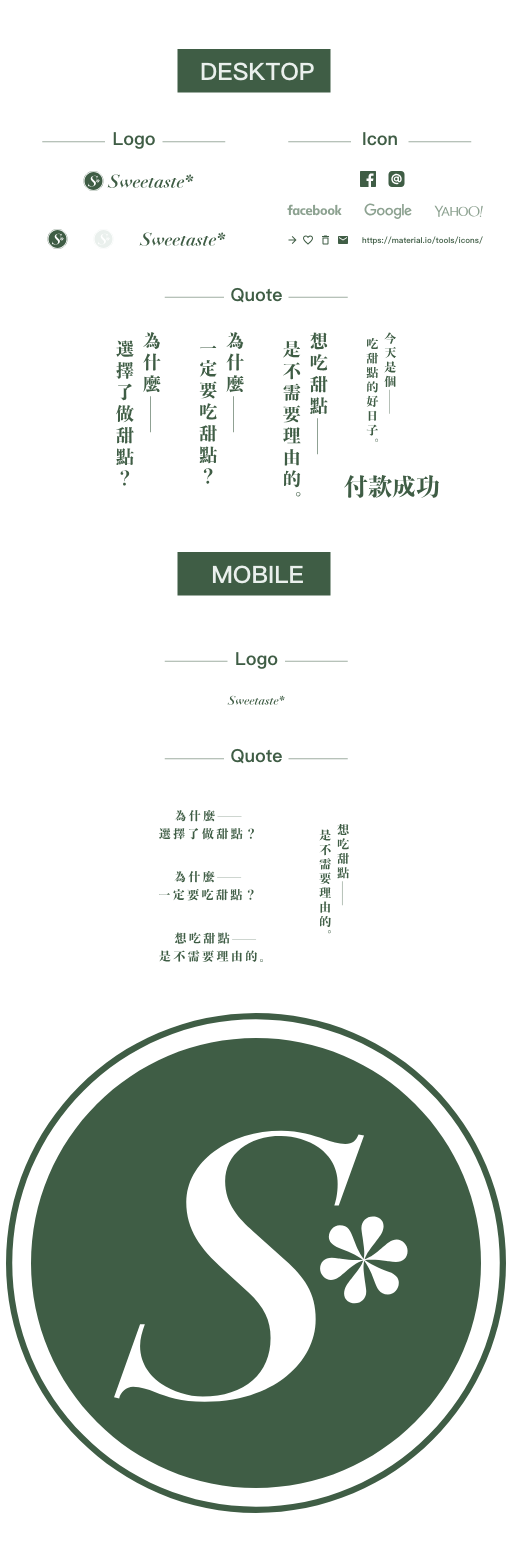 DESKTOP
Logo
Icon
S*
Sweetaste*
facebook
Google
YAHOO!
S*
S*
Sweetaste*
https://material.io/tools/icons/
Quote
今天是個——
吃甜點的好日子。
想吃甜點——
是不需要理由的。
為什麼——
一定要吃甜點？
為什麼——
選擇了做甜點？
付款成功
MOBILE
Logo
Sweetaste*
Quote
為什麼——
選擇了做甜點？
為什麼——
一定要吃甜點？
想吃甜點——
是不需要理由的。
想吃甜點——
是不需要理由的。
S*